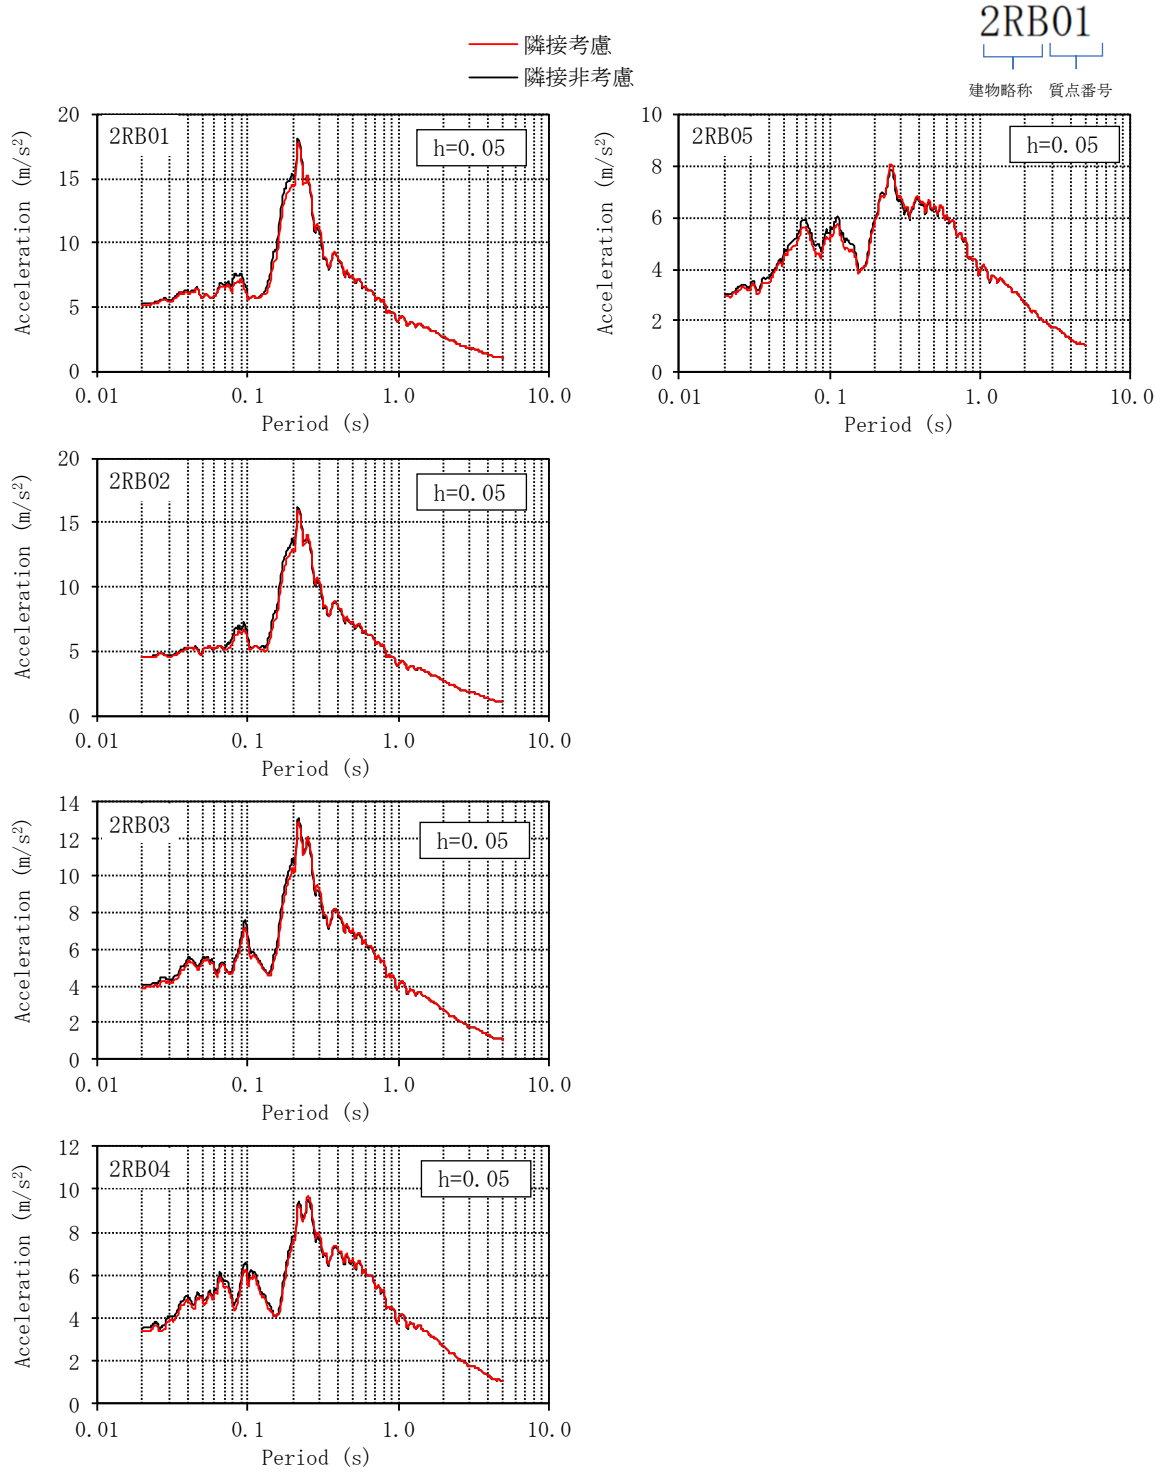 隣接考慮
隣接非考慮
2RB01
建物略称 質点番号
2RB01
h=0.05
Acceleration (m/s²)
20
15
10
5
0
0.01 0.1 1.0 10.0
Period (s)
2RB05
h=0.05
Acceleration (m/s²)
10
8
6
4
2
0
0.01 0.1 1.0 10.0
Period (s)
2RB02
h=0.05
Acceleration (m/s²)
20
15
10
5
0
0.01 0.1 1.0 10.0
Period (s)
2RB03
h=0.05
Acceleration (m/s²)
14
12
10
8
6
4
2
0
0.01 0.1 1.0 10.0
Period (s)
2RB04
h=0.05
Acceleration (m/s²)
12
10
8
6
4
2
0
0.01 0.1 1.0 10.0
Period (s)